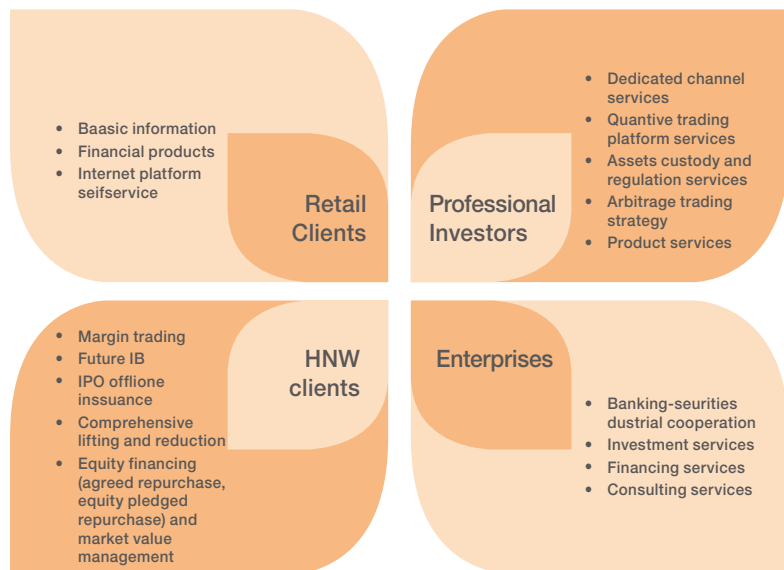 • Baasic information
• Financial products
• Internet platform
seifservice
Retail
Clients
Professional
Investors
• Dedicated channel
services
• Quantive trading
platform services
• Assets custody and
regulation services
• Arbitrage trading
strategy
• Product services
• Margin trading
• Future IB
• IPO offlione
inssuance
• Comprehensive
lifting and reduction
• Equity financing
(agreed repurchase,
equity pledged
repurchase) and
market value
management
HNW
clients
Enterprises
• Banking-seurities
dustrial cooperation
• Investment services
• Financing services
• Consulting services